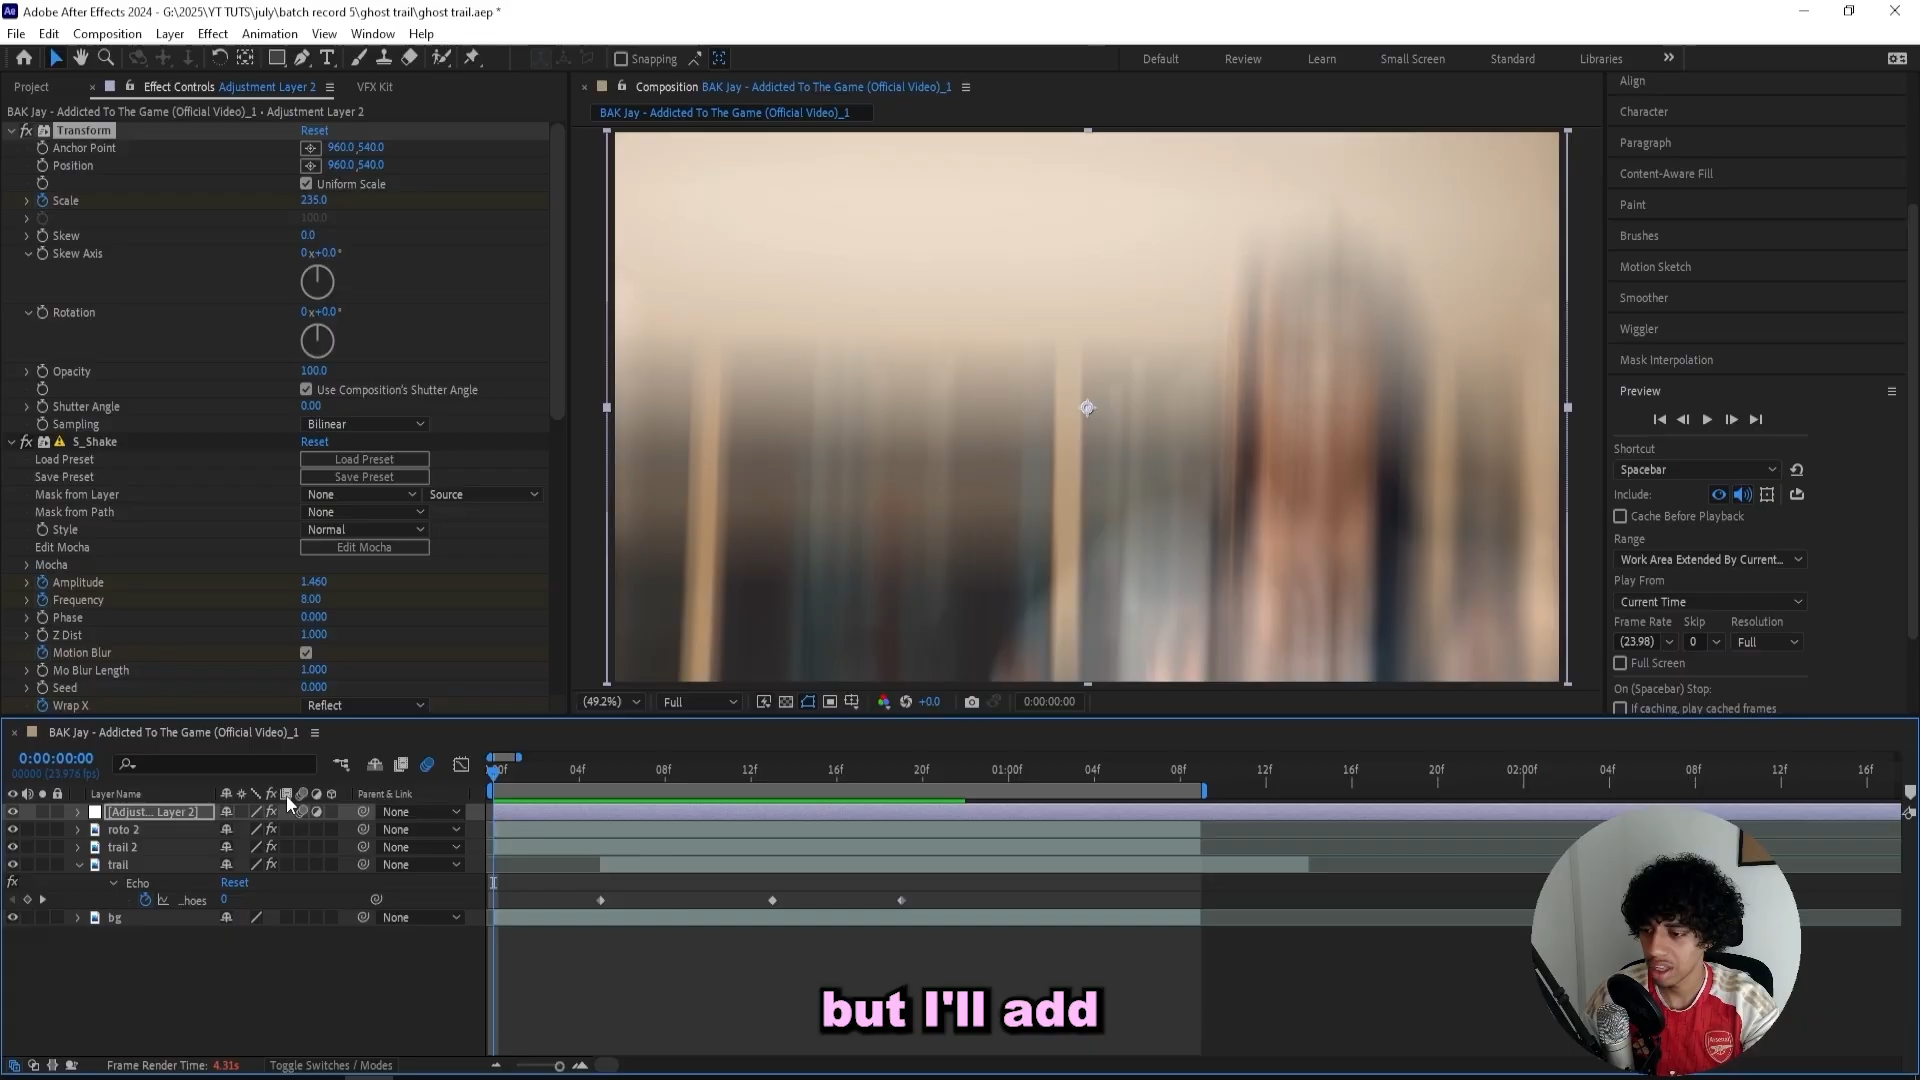 Adobe After Effects 2024 - G:\2025\YT TUTS\july\batch record 5\ghost trail\ghost trail.aep *
File Edit Composition Layer Effect Animation View Window Help
Snapping
Default Review Learn Small Screen Standard Libraries
Project Effect Controls Adjustment Layer 2 VFX Kit
BAK Jay - Addicted To The Game (Official Video)_1 • Adjustment Layer 2
fx Transform Reset
Anchor Point 960.0,540.0
Position 960.0,540.0
Uniform Scale
Scale 235.0
100.0
Skew 0.0
Skew Axis 0x+0.0°
Rotation 0x+0.0°
Opacity 100.0
Use Composition's Shutter Angle
Shutter Angle 0.00
Sampling Bilinear
fx S_Shake Reset
Load Preset Load Preset
Save Preset Save Preset
Mask from Layer None Source
Mask from Path None
Style Normal
Edit Mocha Edit Mocha
Mocha
Amplitude 1.460
Frequency 8.00
Phase 0.000
Z Dist 1.000
Motion Blur
Mo Blur Length 1.000
Seed 0.000
Wrap X Reflect
Composition BAK Jay - Addicted To The Game (Official Video)_1
BAK Jay - Addicted To The Game (Official Video)_1
(49.2%) Full +0.0 0:00:00:00
Align
Character
Paragraph
Content-Aware Fill
Paint
Brushes
Motion Sketch
Smoother
Wiggler
Mask Interpolation
Preview
Shortcut
Spacebar
Include:
Cache Before Playback
Range
Work Area Extended By Current...
Play From
Current Time
Frame Rate Skip Resolution
(23.98) 0 Full
Full Screen
On (Spacebar) Stop:
If caching, play cached frames
BAK Jay - Addicted To The Game (Official Video)_1
0:00:00:00
00000 (23.976 fps)
:00f 04f 08f 12f 16f 20f 01:00f 04f 08f 12f 16f 20f 02:00f 04f 08f 12f 16f
Layer Name fx Parent & Link
[Adjust... Layer 2] fx None
roto 2 fx None
trail 2 fx None
trail fx None
fx Echo Reset
_hoes 0
bg None
but I'll add
Frame Render Time: 4.31s Toggle Switches / Modes